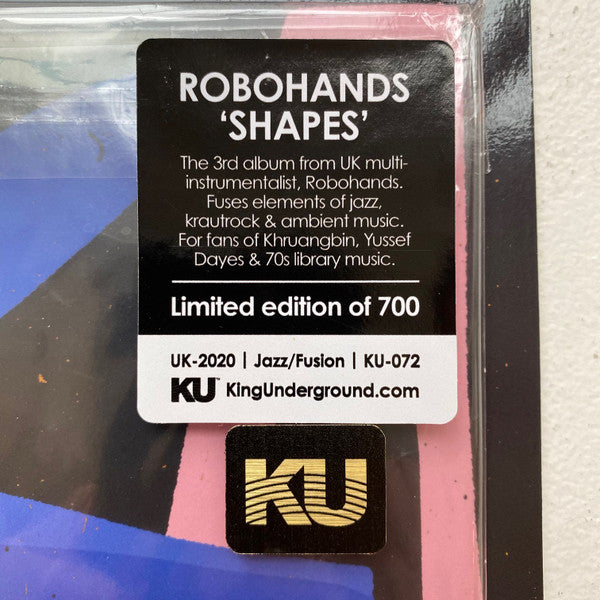 ROBOHANDS
‘SHAPES’
The 3rd album from UK multi-
instrumentalist, Robohands.
Fuses elements of jazz,
krautrock & ambient music.
For fans of Khruangbin, Yussef
Dayes & 70s library music.
Limited edition of 700
UK-2020 | Jazz/Fusion | KU-072
KU™ KingUnderground.com
KU